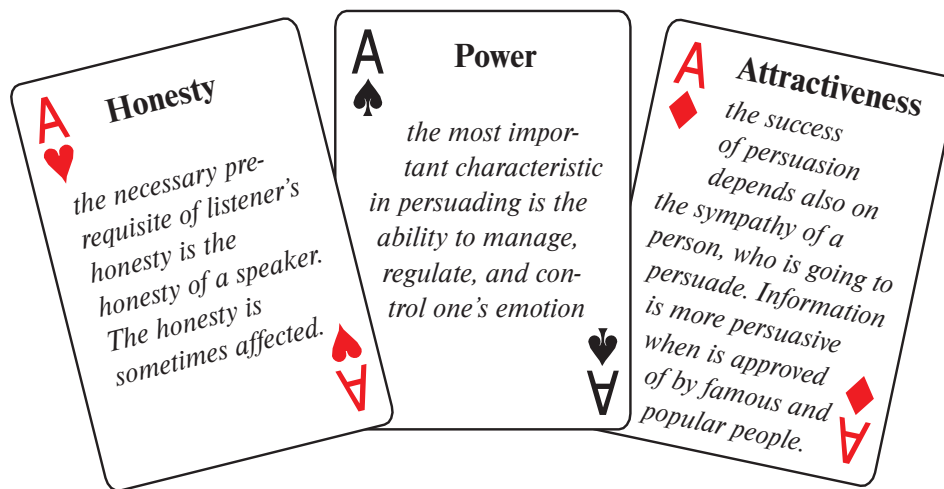 A
Honesty
the necessary pre-
requisite of listener's
honesty is the
honesty of a speaker.
The honesty is
sometimes affected.
A
A
Power
the most impor-
tant characteristic
in persuading is the
ability to manage,
regulate, and con-
trol one's emotion
A
A
Attractiveness
the success
of persuasion
depends also on
the sympathy of a
person, who is going to
persuade. Information
is more persuasive
when is approved
of by famous and
popular people.
A